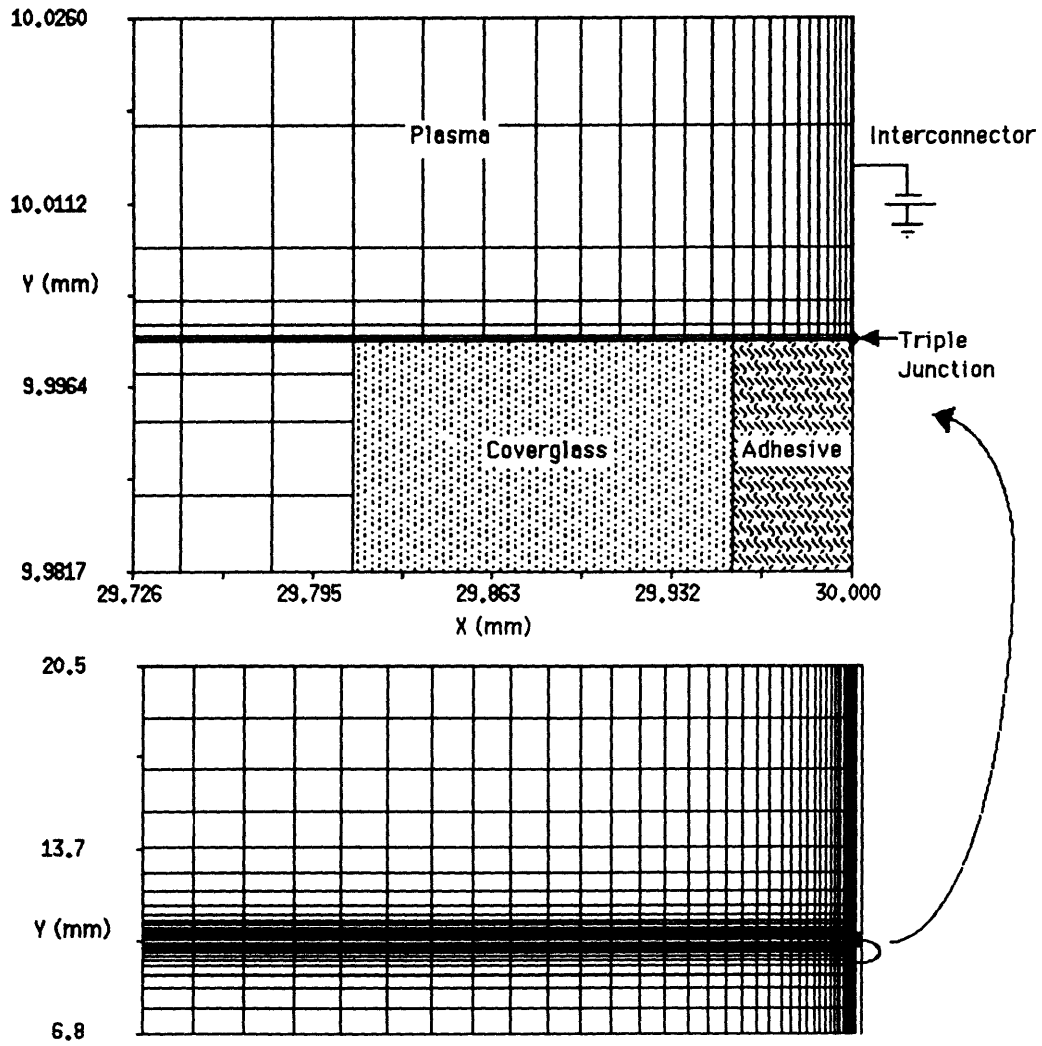 10.0260
Plasma
Interconnector
10.0112
Y (mm)
Triple
Junction
9.9964
Coverglass
Adhesive
9.9817
29.726
29.795
29.863
29.932
30.000
X (mm)
20.5
13.7
Y (mm)
6.8